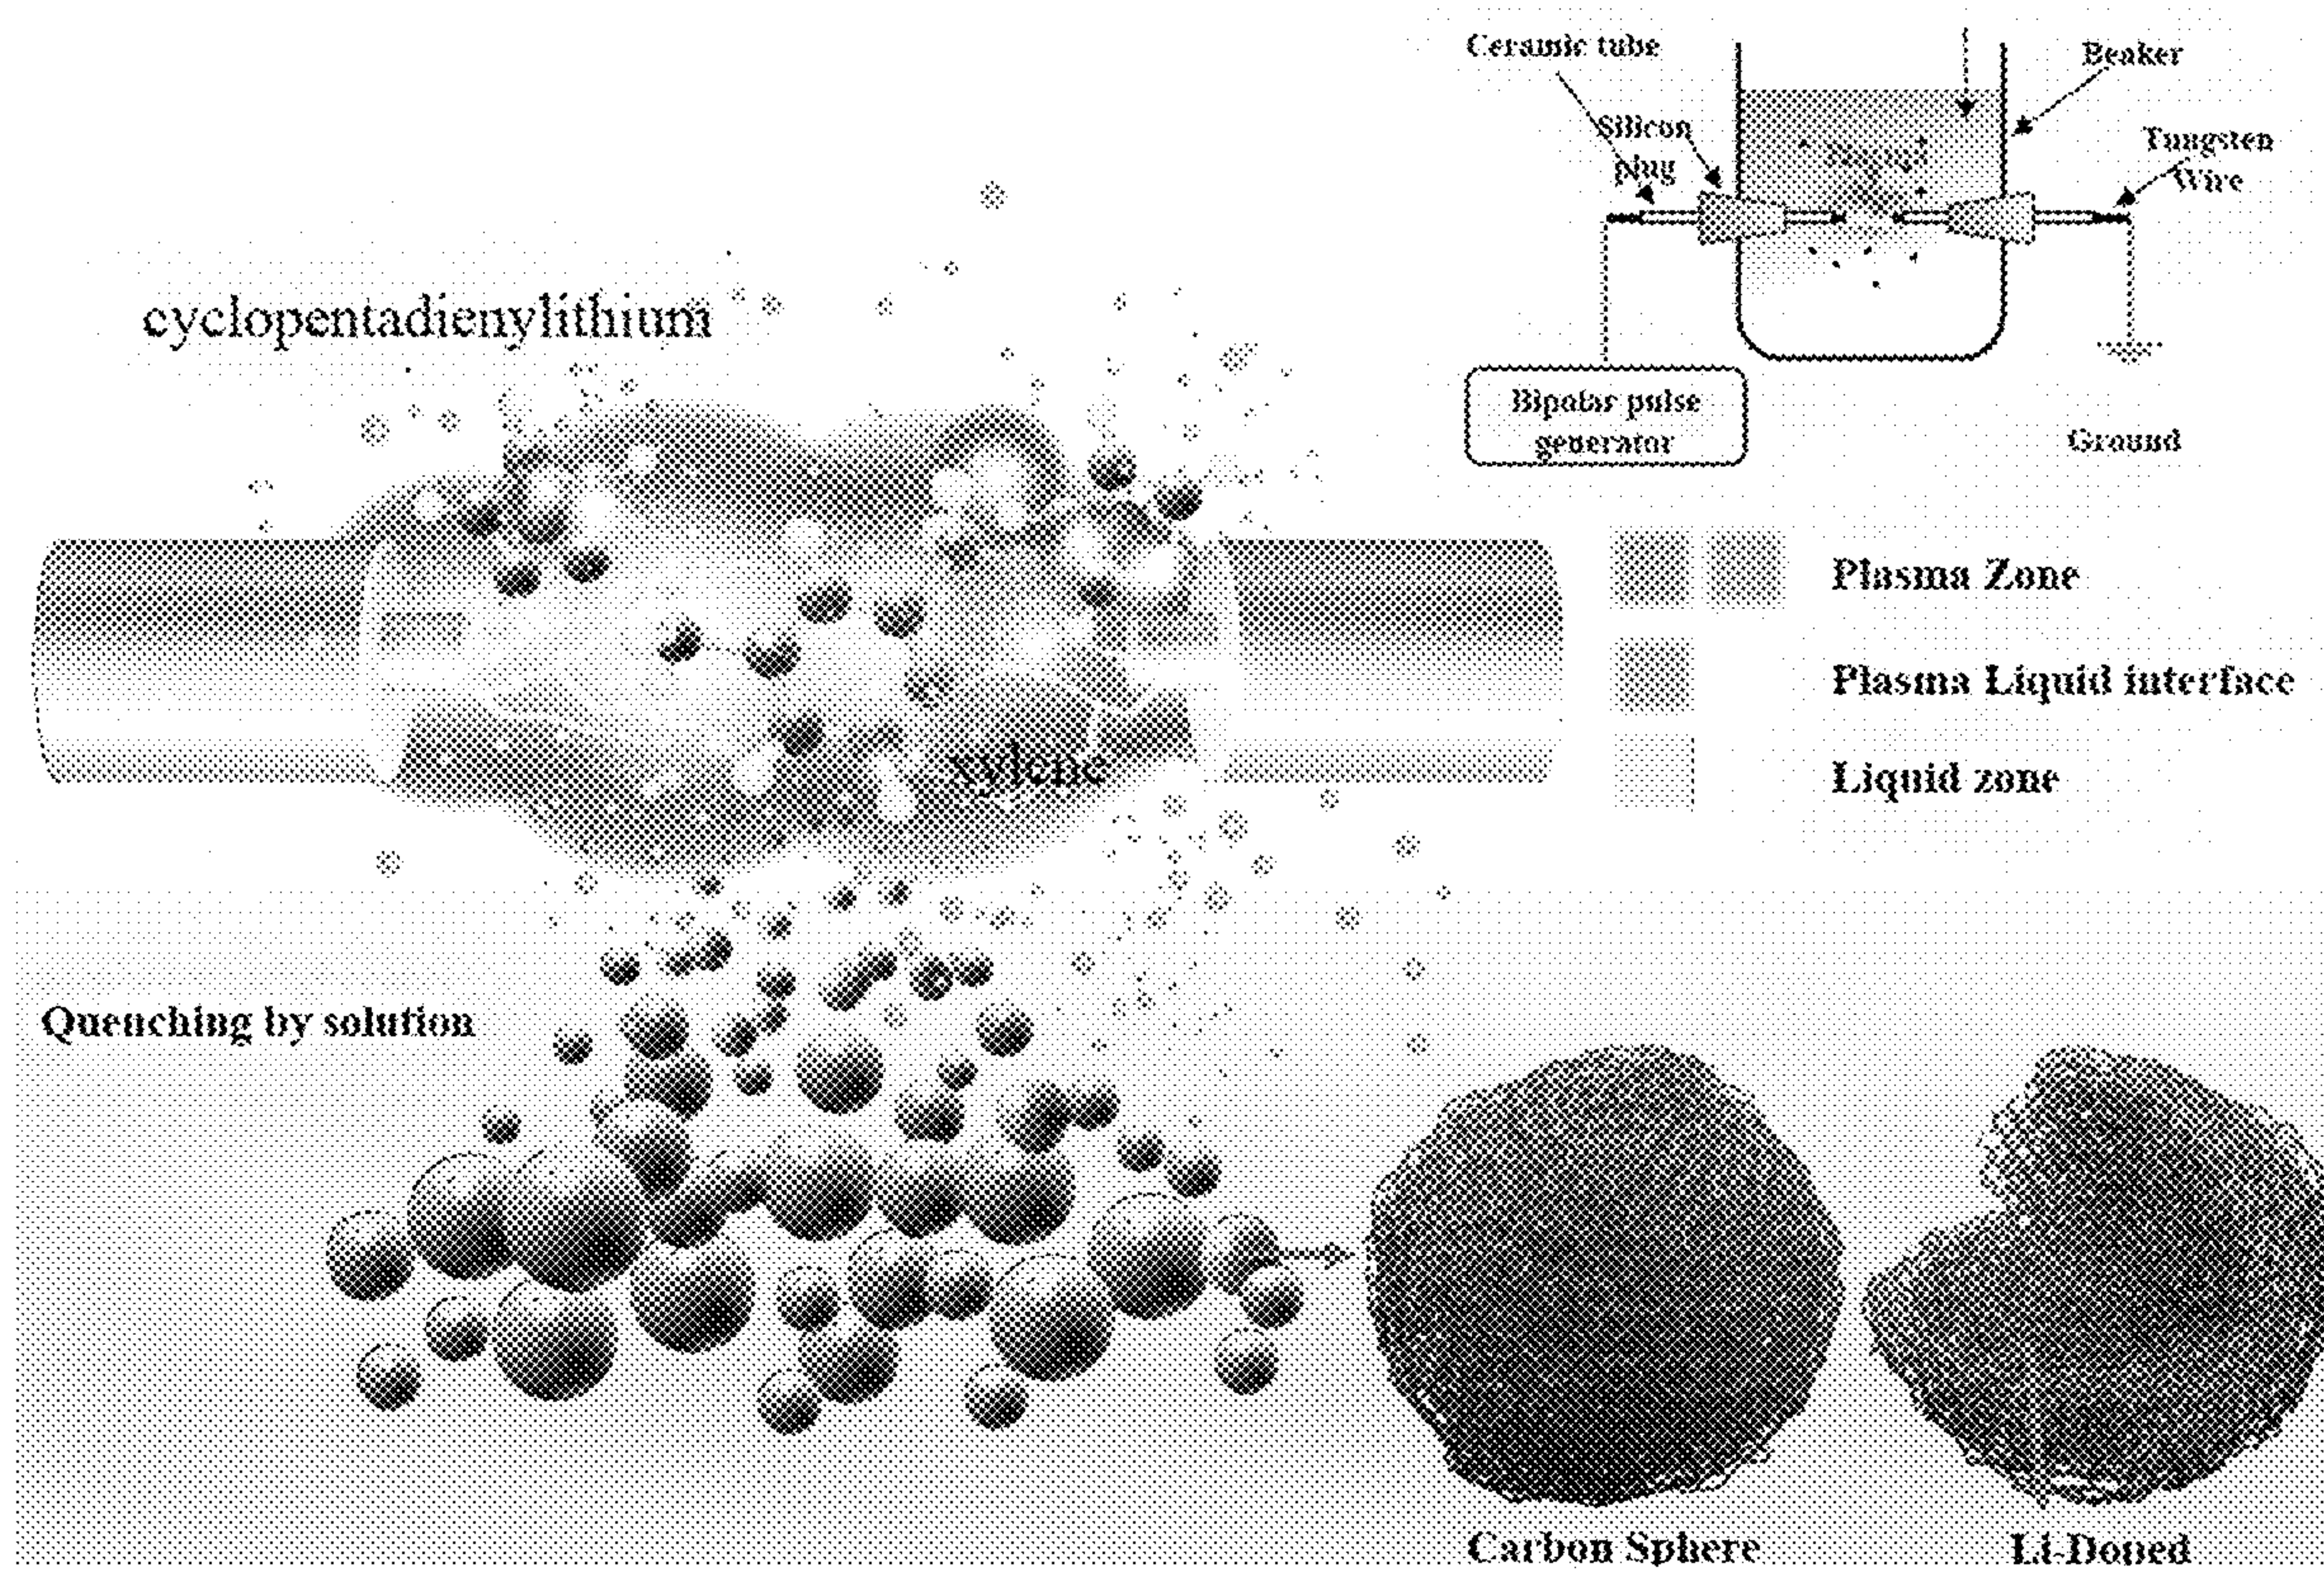 Ceramic tube
Beaker
Silicon
plug
Tungsten
Wire
cyclopentadienylithium
Bipolar pulse
generator
Ground
Plasma Zone
Plasma Liquid interface
xylene
Liquid zone
Quenching by solution
Carbon Sphere
Li-Doped